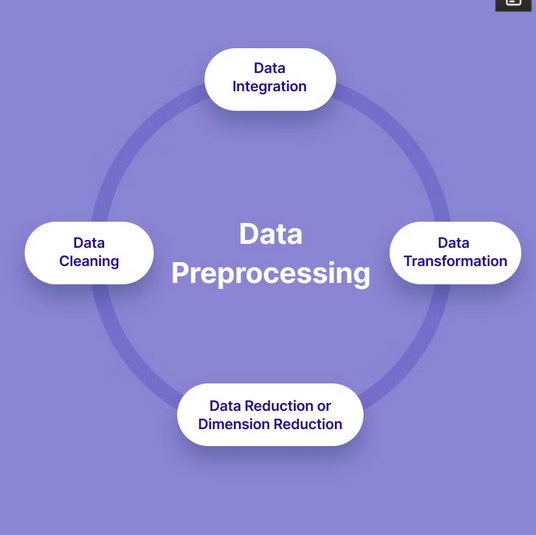 Data
Integration
Data
Cleaning
Data
Preprocessing
Data
Transformation
Data Reduction or
Dimension Reduction